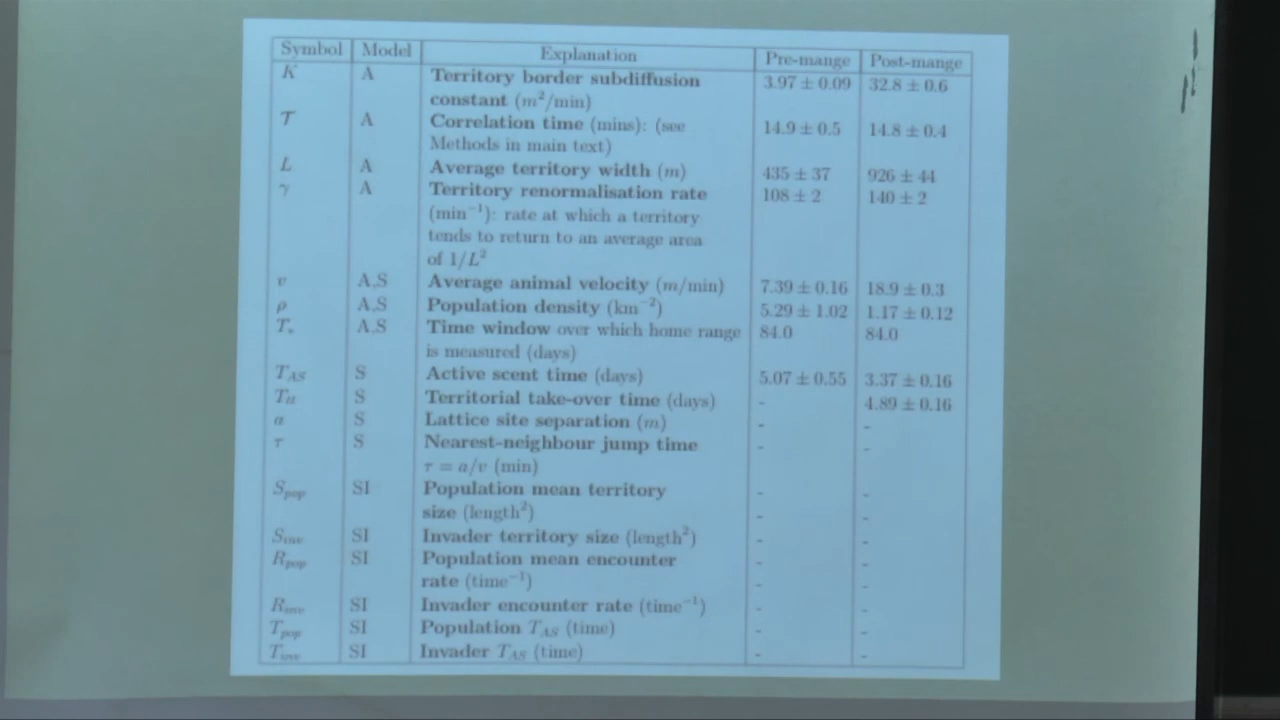 Symbol Model Explanation Pre-mange Post-mange
K A Territory border subdiffusion 3.97 ± 0.09 32.8 ± 0.6
constant (m²/min)
T A Correlation time (mins): (see 14.9 ± 0.5 14.8 ± 0.4
Methods in main text)
L A Average territory width (m) 435 ± 37 926 ± 44
γ A Territory renormalisation rate 108 ± 2 140 ± 2
(min⁻¹): rate at which a territory
tends to return to an average area
of 1/L²
v A,S Average animal velocity (m/min) 7.39 ± 0.16 18.9 ± 0.3
ρ A,S Population density (km⁻²) 5.29 ± 1.02 1.17 ± 0.12
A,S Time window over which home range 84.0 84.0
is measured (days)
T_AS S Active scent time (days) 5.07 ± 0.55 3.37 ± 0.16
T_tt S Territorial take-over time (days) - 4.89 ± 0.16
a S Lattice site separation (m) - -
τ S Nearest-neighbour jump time - -
τ = a/v (min)
S_pop SI Population mean territory - -
size (length²) - -
S_inv SI Invader territory size (length²) - -
R_pop SI Population mean encounter - -
rate (time⁻¹) - -
R_inv SI Invader encounter rate (time⁻¹) - -
T_pop SI Population T_AS (time) - -
T_inv SI Invader T_AS (time) - -